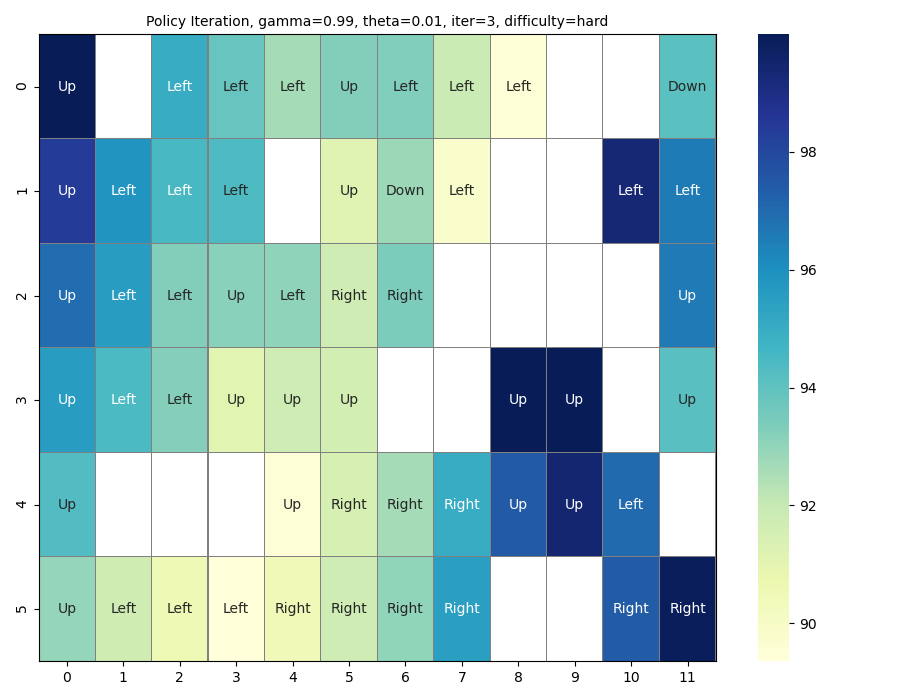 Policy Iteration, gamma=0.99, theta=0.01, iter=3, difficulty=hard
0 Up Left Left Left Up Left Left Left Down
1 Up Left Left Left Up Down Left Left Left
2 Up Left Left Up Left Right Right Up
3 Up Left Left Up Up Up Up Up Up
4 Up Up Right Right Right Up Up Left
5 Up Left Left Left Right Right Right Right Right Right
0 1 2 3 4 5 6 7 8 9 10 11
98
96
94
92
90